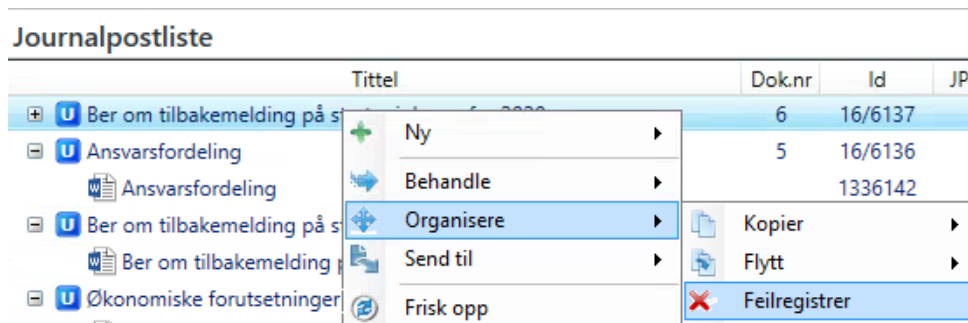 Journalpostliste
Tittel Dok.nr Id JP
U Ber om tilbakemelding på 6 16/6137
Ny
U Ansvarsfordeling 5 16/6136
Behandle
Ansvarsfordeling 1336142
Organisere
U Ber om tilbakemelding på Kopier
Ber om tilbakemelding Send til Flytt
U Økonomiske forutsetninger Frisk opp Feilregistrer